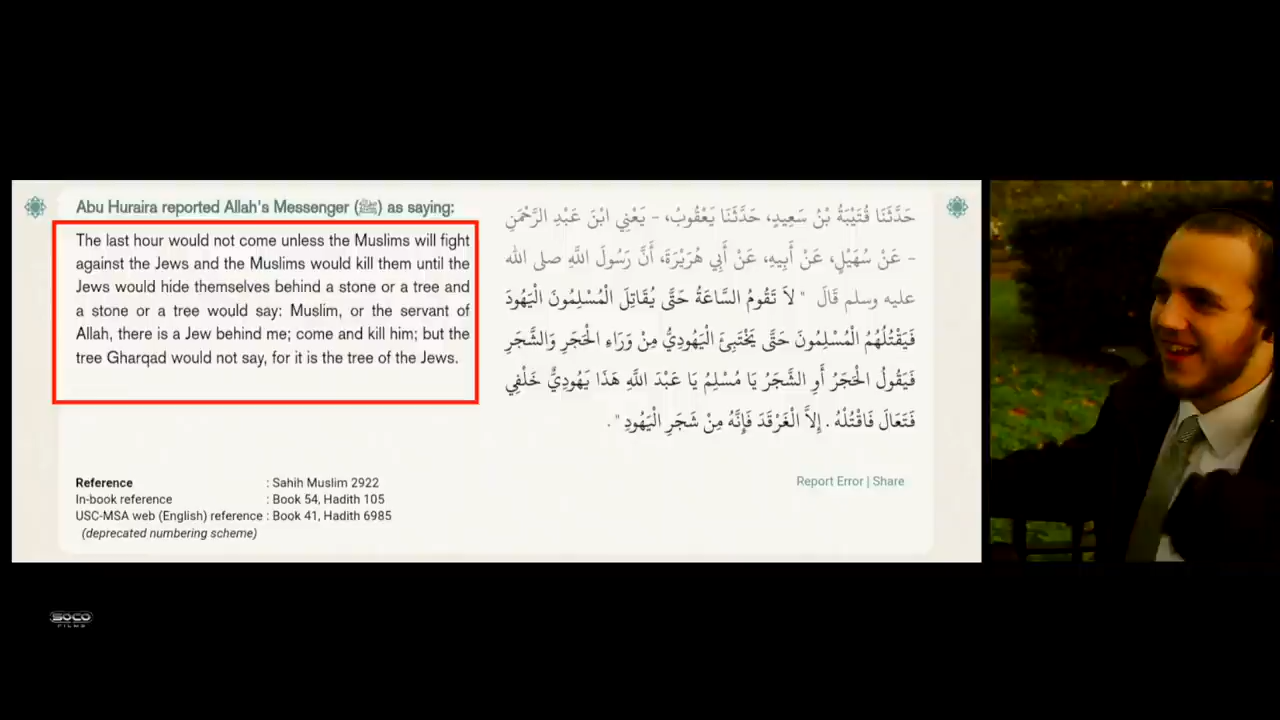 Abu Huraira reported Allah's Messenger (ﷺ) as saying:
The last hour would not come unless the Muslims will fight
against the Jews and the Muslims would kill them until the
Jews would hide themselves behind a stone or a tree and
a stone or a tree would say: Muslim, or the servant of
Allah, there is a Jew behind me; come and kill him; but the
tree Gharqad would not say, for it is the tree of the Jews.
حَدَّثَنَا قُتَيْبَةُ بْنُ سَعِيدٍ، حَدَّثَنَا يَعْقُوبُ، - يَعْنِي ابْنَ عَبْدِ الرَّحْمَنِ
- عَنْ سُهَيْلٍ، عَنْ أَبِيهِ، عَنْ أَبِي هُرَيْرَةَ، أَنَّ رَسُولَ اللَّهِ صلى الله
عليه وسلم قَالَ " لاَ تَقُومُ السَّاعَةُ حَتَّى يُقَاتِلَ الْمُسْلِمُونَ الْيَهُودَ
فَيَقْتُلُهُمُ الْمُسْلِمُونَ حَتَّى يَخْتَبِئَ الْيَهُودِيُّ مِنْ وَرَاءِ الْحَجَرِ وَالشَّجَرِ
فَيَقُولُ الْحَجَرُ أَوِ الشَّجَرُ يَا مُسْلِمُ يَا عَبْدَ اللَّهِ هَذَا يَهُودِيٌّ خَلْفِي
فَتَعَالَ فَاقْتُلْهُ . إِلاَّ الْغَرْقَدَ فَإِنَّهُ مِنْ شَجَرِ الْيَهُودِ " .
Reference : Sahih Muslim 2922
In-book reference : Book 54, Hadith 105
USC-MSA web (English) reference : Book 41, Hadith 6985
(deprecated numbering scheme)
Report Error | Share
SOCO
FILMS